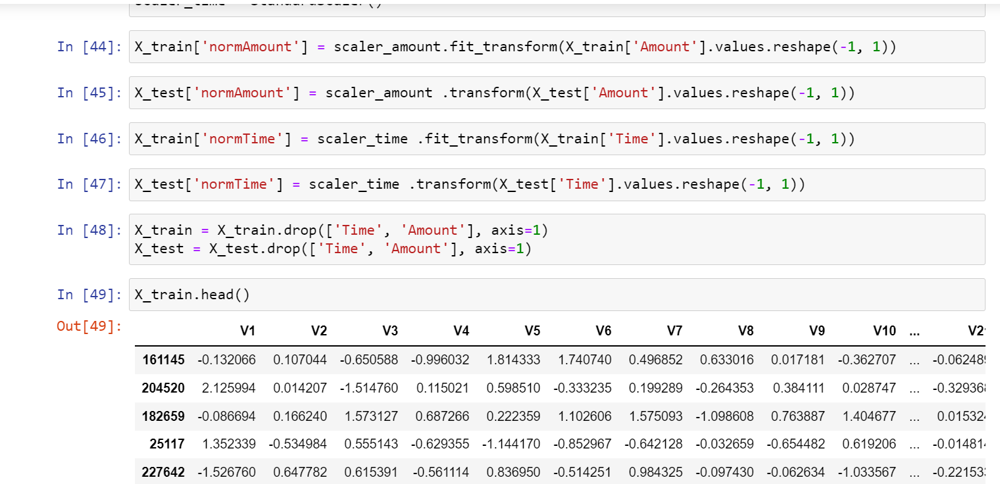 scaler_time = StandardScaler()
In [44]: X_train['normAmount'] = scaler_amount.fit_transform(X_train['Amount'].values.reshape(-1, 1))
In [45]: X_test['normAmount'] = scaler_amount .transform(X_test['Amount'].values.reshape(-1, 1))
In [46]: X_train['normTime'] = scaler_time .fit_transform(X_train['Time'].values.reshape(-1, 1))
In [47]: X_test['normTime'] = scaler_time .transform(X_test['Time'].values.reshape(-1, 1))
In [48]: X_train = X_train.drop(['Time', 'Amount'], axis=1)
X_test = X_test.drop(['Time', 'Amount'], axis=1)
In [49]: X_train.head()
Out[49]:
V1 V2 V3 V4 V5 V6 V7 V8 V9 V10 ...
161145 -0.132066 0.107044 -0.650588 -0.996032 1.814333 1.740740 0.496852 0.633016 0.017181 -0.362707 ... -0.06248
204520 2.125994 0.014207 -1.514760 0.115021 0.598510 -0.333235 0.199289 -0.264353 0.384111 0.028747 ... -0.32936
182659 -0.086694 0.166240 1.573127 0.687266 0.222359 1.102606 1.575093 -1.098608 0.763887 1.404677 ... 0.01532
25117 1.352339 -0.534984 0.555143 -0.629355 -1.144170 -0.852967 -0.642128 -0.032659 -0.654482 0.619206 ... -0.01481
227642 -1.526760 0.647782 0.615391 -0.561114 0.836950 -0.514251 0.984325 -0.097430 -0.062634 -1.033567 ... -0.22153